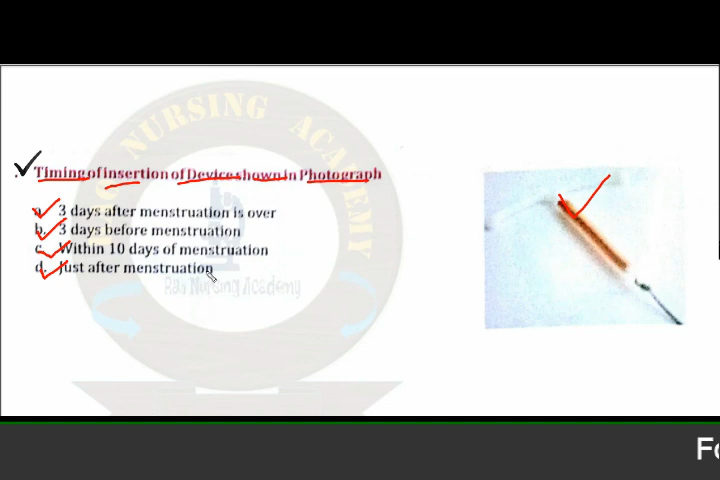 NURSING ACADEMY
Timing of insertion of Device shown in Photograph
a. 3 days after menstruation is over
b. 3 days before menstruation
c. Within 10 days of menstruation
d. Just after menstruation
Nursing Academy
Fo